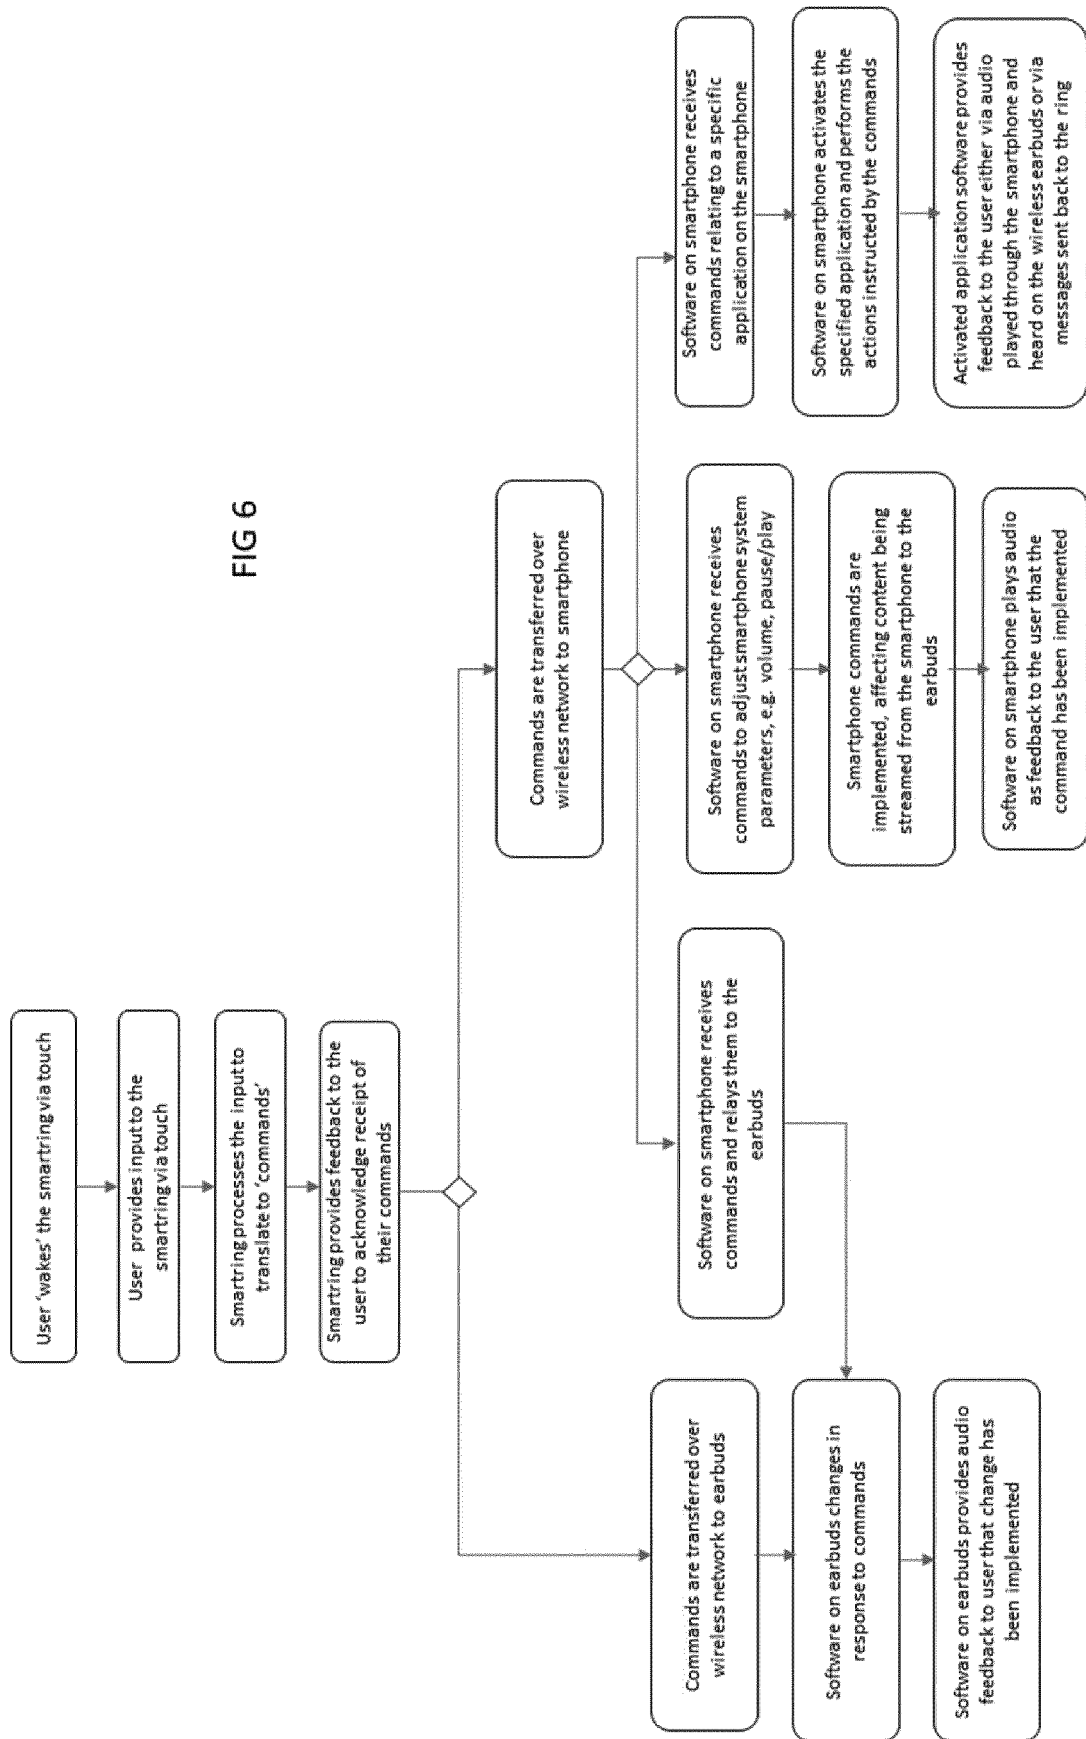 FIG 6
User 'wakes' the smartring via touch
User provides input to the
smartring via touch
Smartring processes the input to
translate to 'commands'
Smartring provides feedback to the
user to acknowledge receipt of
their commands
Commands are transferred over
wireless network to earbuds
Software on earbuds changes in
response to commands
Software on earbuds provides audio
feedback to user that change has
been implemented
Commands are transferred over
wireless network to smartphone
Software on smartphone receives
commands and relays them to the
earbuds
Software on smartphone receives
commands to adjust smartphone system
parameters, e.g. volume, pause/play
Smartphone commands are
implemented, affecting content being
streamed from the smartphone to the
earbuds
Software on smartphone plays audio
as feedback to the user that the
command has been implemented
Software on smartphone receives
commands relating to a specific
application on the smartphone
Software on smartphone activates the
specified application and performs the
actions instructed by the commands
Activated application software provides
feedback to the user either via audio
played through the smartphone and
heard on the wireless earbuds or via
messages sent back to the ring